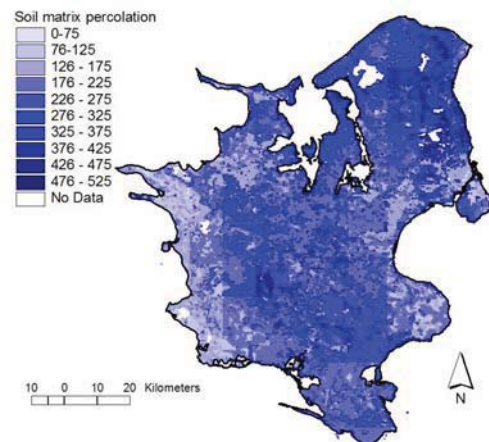 Soil matrix percolation
0-75
76-125
126 - 175
176 - 225
226 - 275
276 - 325
325 - 375
376 - 425
426 - 475
476 - 525
No Data
10 0 10 20 Kilometers
N